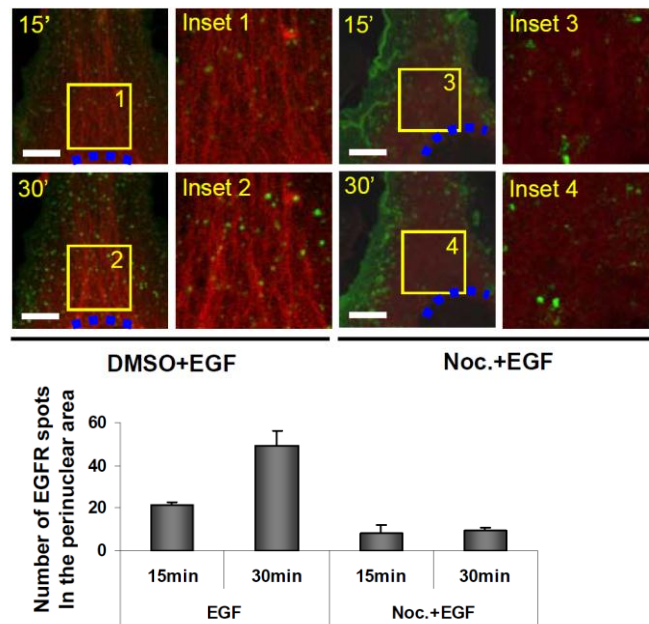 15' Inset 1 15' Inset 3
1 3
30' Inset 2 30' Inset 4
2 4
DMSO+EGF Noc.+EGF
Number of EGFR spots
In the perinuclear area
60
40
20
0
15min 30min 15min 30min
EGF Noc.+EGF